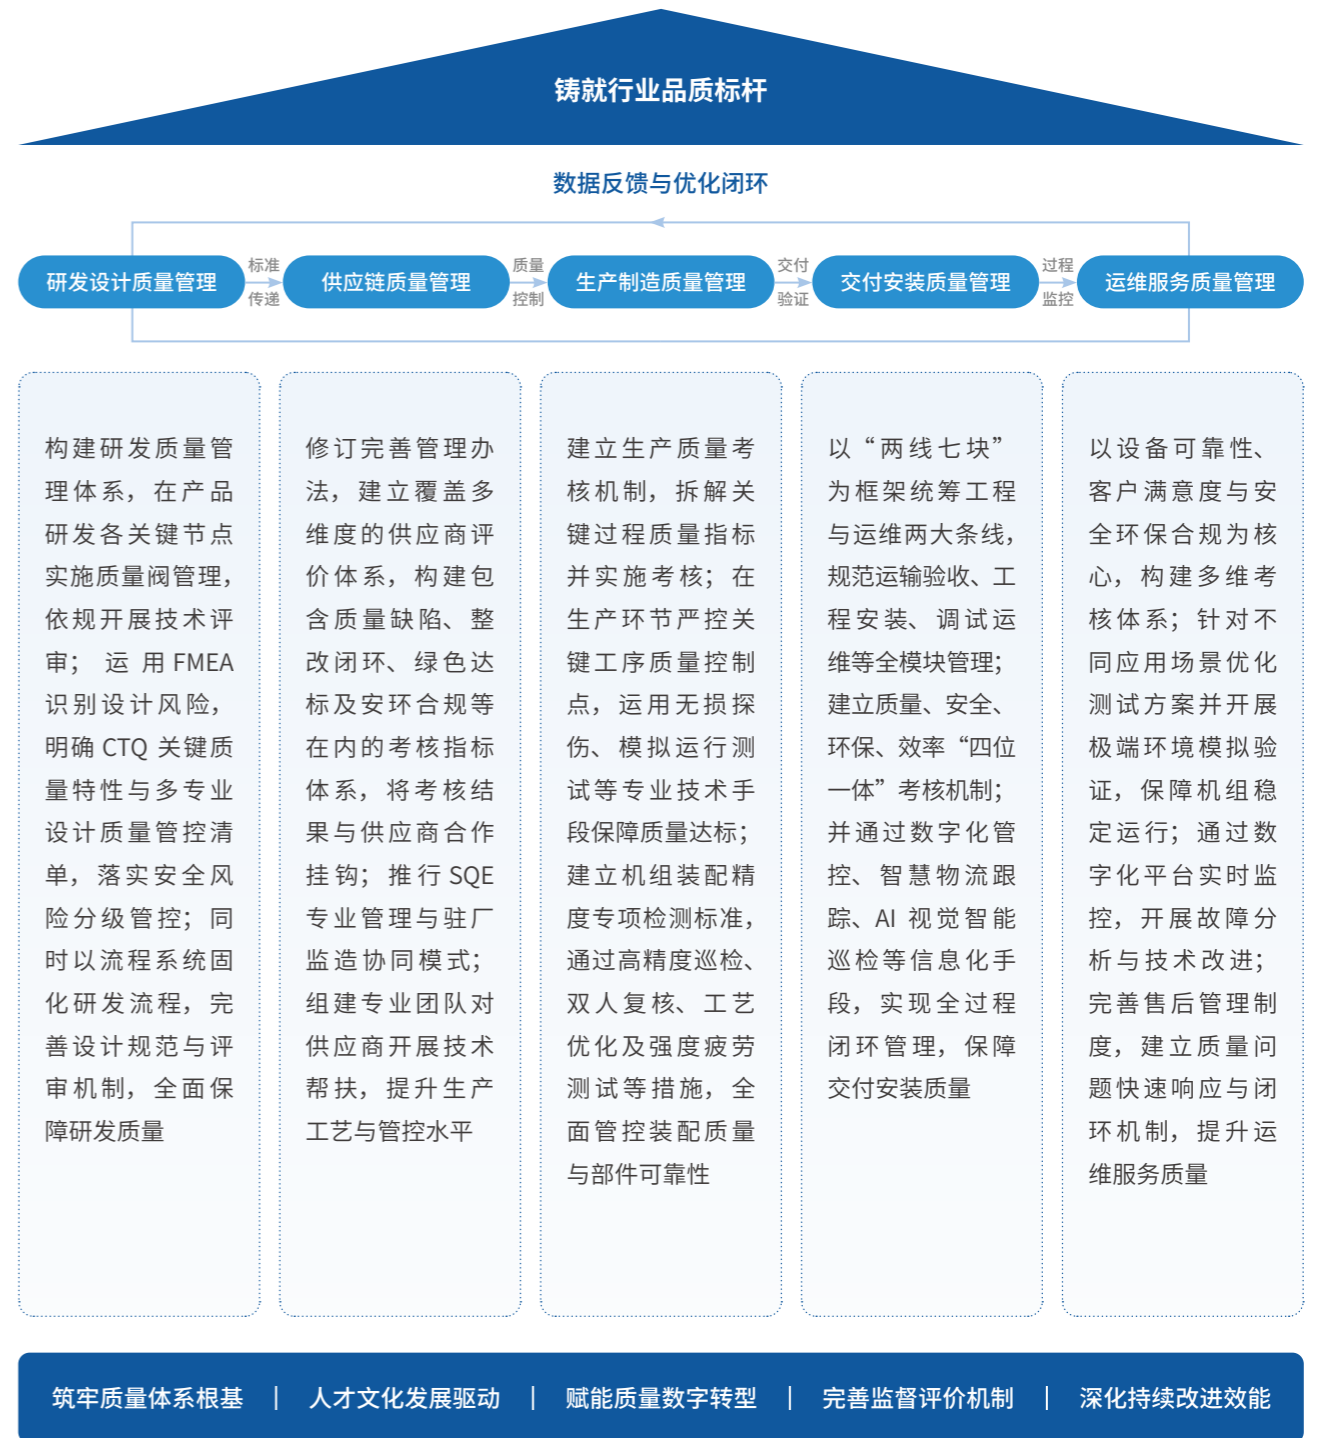 铸就行业品质标杆
数据反馈与优化闭环
研发设计质量管理
标准
传递
供应链质量管理
质量
控制
生产制造质量管理
交付
验证
交付安装质量管理
过程
监控
运维服务质量管理
构建研发质量管
理体系，在产品
研发各关键节点
实施质量阀管理，
依规开展技术评
审；运用 FMEA
识别设计风险，
明确 CTQ 关键质
量特性与多专业
设计质量管控清
单，落实安全风
险分级管控；同
时以流程系统固
化研发流程，完
善设计规范与评
审机制，全面保
障研发质量
修订完善管理办
法，建立覆盖多
维度的供应商评
价体系，构建包
含质量缺陷、整
改闭环、绿色达
标及安环合规等
在内的考核指标
体系，将考核结
果与供应商合作
挂钩；推行 SQE
专业管理与驻厂
监造协同模式；
组建专业团队对
供应商开展技术
帮扶，提升生产
工艺与管控水平
建立生产质量考
核机制，拆解关
键过程质量指标
并实施考核；在
生产环节严控关
键工序质量控制
点，运用无损探
伤、模拟运行测
试等专业技术手
段保障质量达标；
建立机组装配精
度专项检测标准，
通过高精度巡检、
双人复核、工艺
优化及强度疲劳
测试等措施，全
面管控装配质量
与部件可靠性
以“两线七块”
为框架统筹工程
与运维两大条线，
规范运输验收、工
程安装、调试运
维等全模块管理；
建立质量、安全、
环保、效率“四位
一体”考核机制；
并通过数字化管
控、智慧物流跟
踪、AI 视觉智能
巡检等信息化手
段，实现全过程
闭环管理，保障
交付安装质量
以设备可靠性、
客户满意度与安
全环保合规为核
心，构建多维考
核体系；针对不
同应用场景优化
测试方案并开展
极端环境模拟验
证，保障机组稳
定运行；通过数
字化平台实时监
控，开展故障分
析与技术改进；
完善售后管理制
度，建立质量问
题快速响应与闭
环机制，提升运
维服务质量
筑牢质量体系根基 | 人才文化发展驱动 | 赋能质量数字转型 | 完善监督评价机制 | 深化持续改进效能